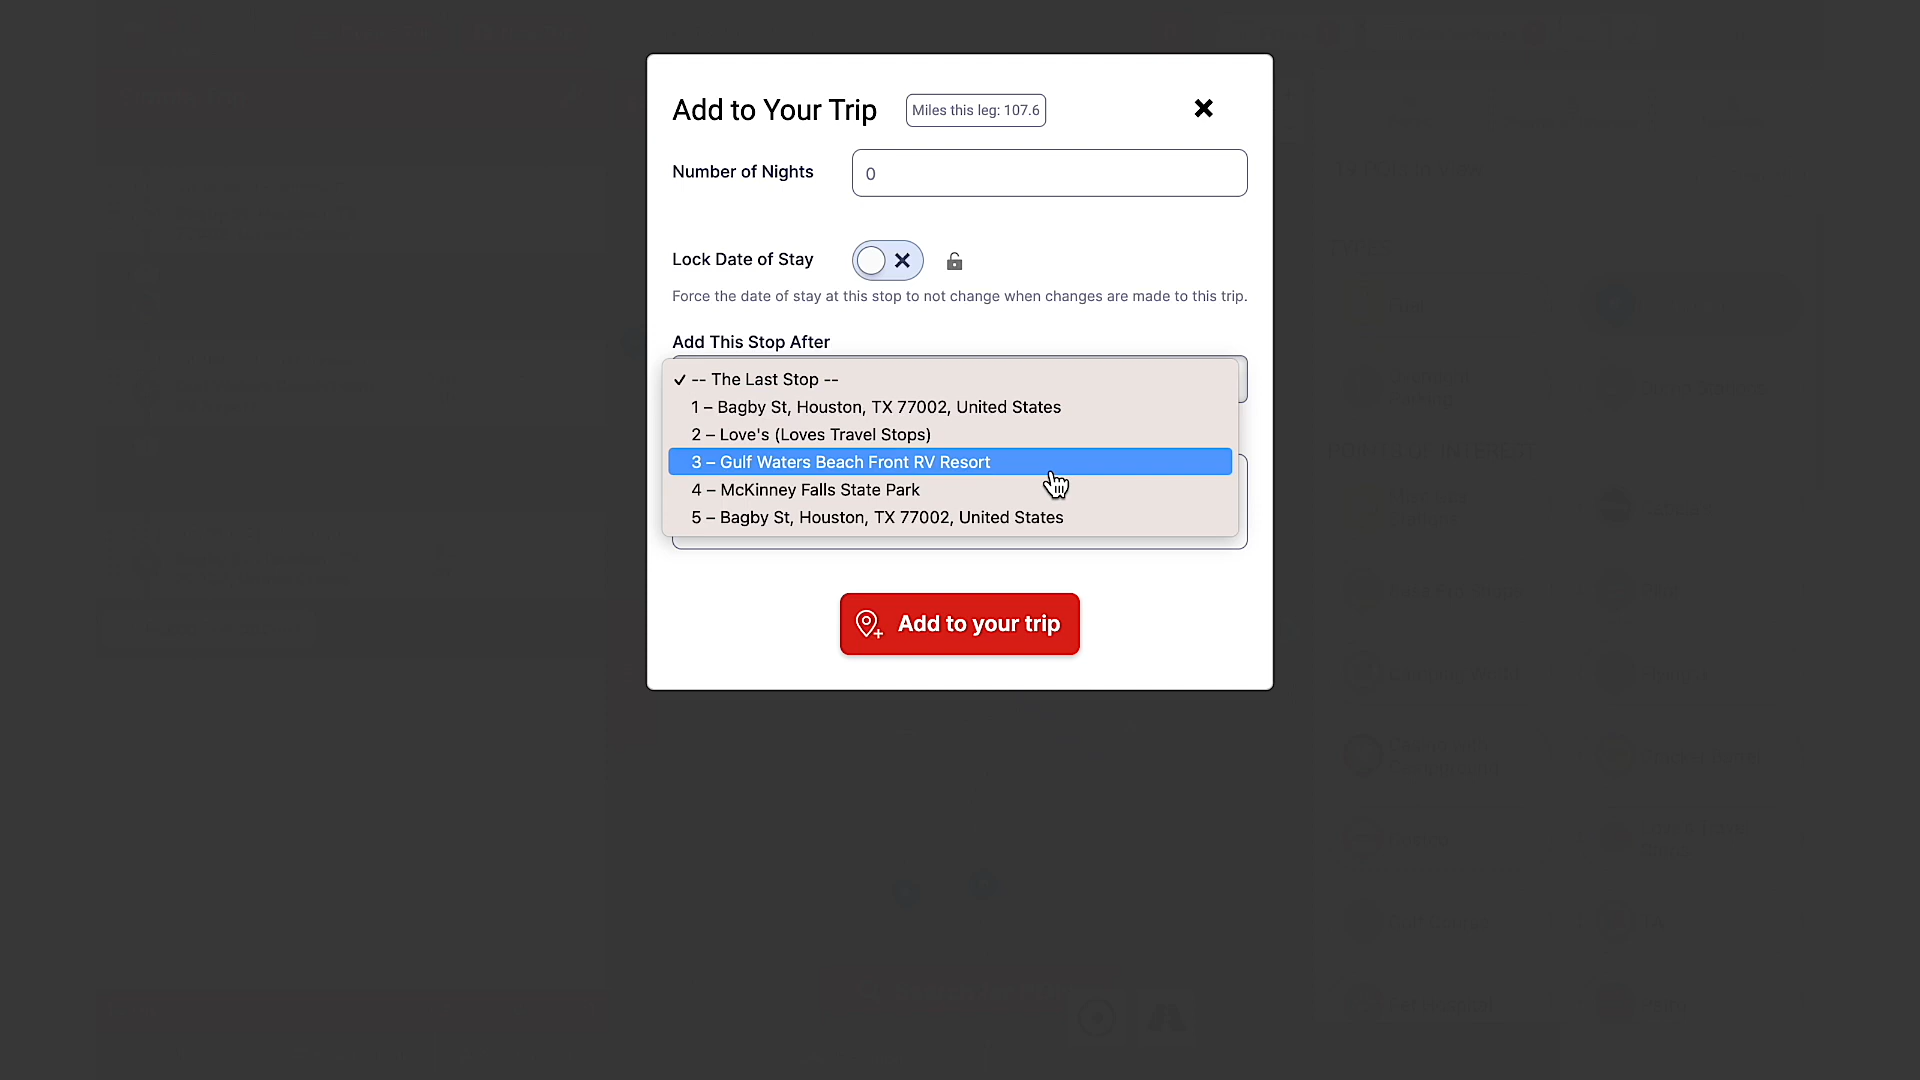 Add to Your Trip
Miles this leg: 107.6
Number of Nights
0
Lock Date of Stay
Force the date of stay at this stop to not change when changes are made to this trip.
Add This Stop After
-- The Last Stop --
1 – Bagby St, Houston, TX 77002, United States
2 – Love's (Loves Travel Stops)
3 – Gulf Waters Beach Front RV Resort
4 – McKinney Falls State Park
5 – Bagby St, Houston, TX 77002, United States
Add to your trip